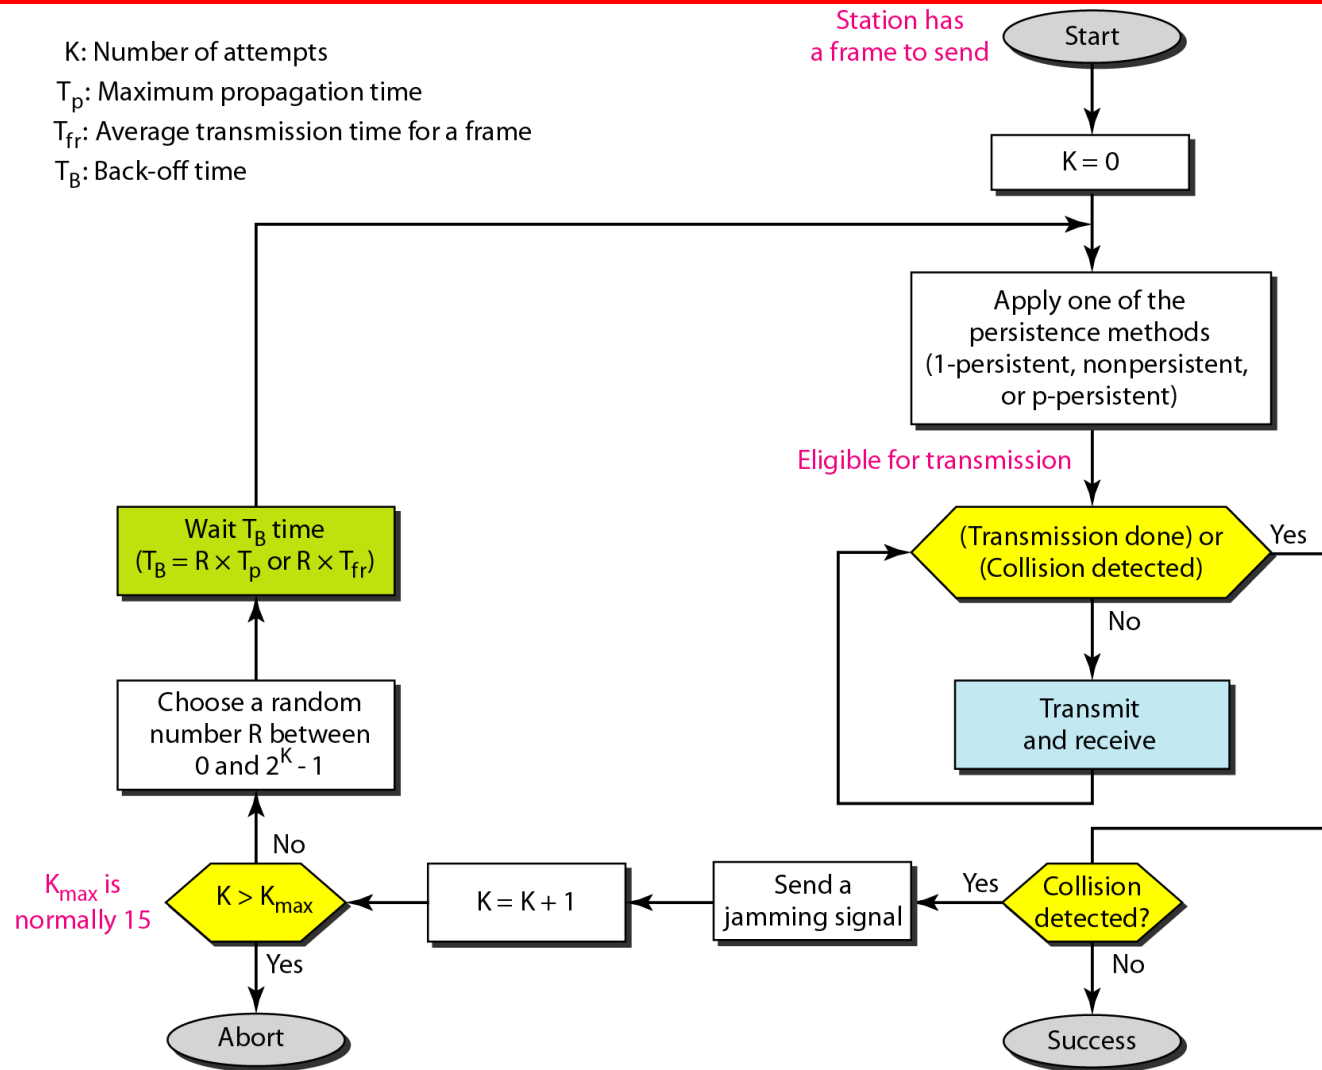 Station has
a frame to send
Start
K: Number of attempts
Tp: Maximum propagation time
Tfr: Average transmission time for a frame
TB: Back-off time
K = 0
Apply one of the
persistence methods
(1-persistent, nonpersistent,
or p-persistent)
Eligible for transmission
(Transmission done) or
(Collision detected)
Yes
No
Transmit
and receive
Wait TB time
(TB = R × Tp or R × Tfr)
Choose a random
number R between
0 and 2^K - 1
No
Kmax is
normally 15
K > Kmax
Yes
Abort
K = K + 1
Send a
jamming signal
Yes
Collision
detected?
No
Success